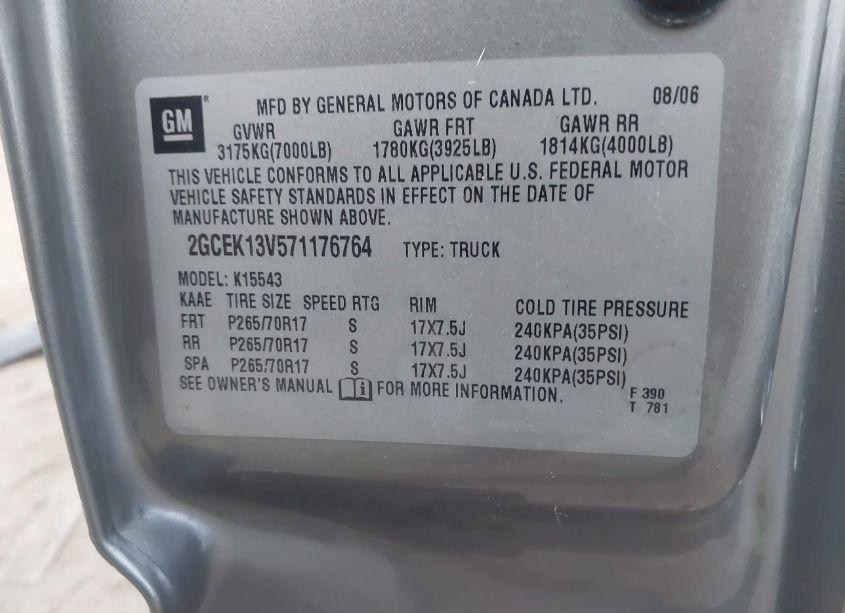 GM
MFD BY GENERAL MOTORS OF CANADA LTD. 08/06
GVWR GAWR FRT GAWR RR
3175KG(7000LB) 1780KG(3925LB) 1814KG(4000LB)
THIS VEHICLE CONFORMS TO ALL APPLICABLE U.S. FEDERAL MOTOR
VEHICLE SAFETY STANDARDS IN EFFECT ON THE DATE OF
MANUFACTURE SHOWN ABOVE.
2GCEK13V571176764 TYPE: TRUCK
MODEL: K15543
KAAE TIRE SIZE SPEED RTG RIM COLD TIRE PRESSURE
FRT P265/70R17 S 17X7.5J 240KPA(35PSI)
RR P265/70R17 S 17X7.5J 240KPA(35PSI)
SPA P265/70R17 S 17X7.5J 240KPA(35PSI)
SEE OWNER'S MANUAL FOR MORE INFORMATION.
F 390
T 781